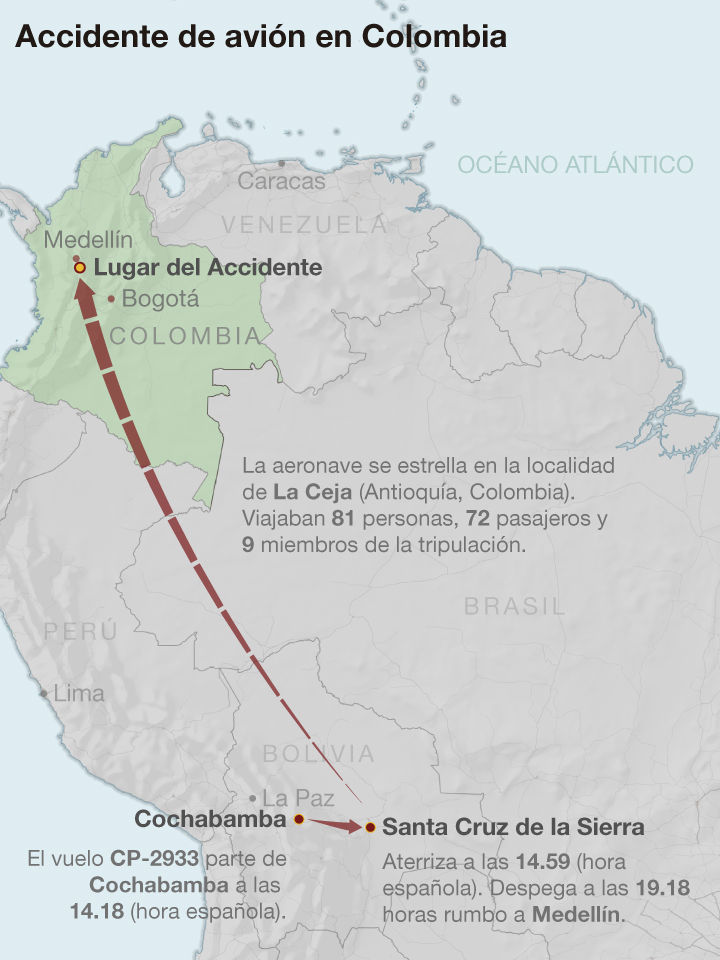 Accidente de avión en Colombia
OCÉANO ATLÁNTICO
Caracas
VENEZUELA
Medellín
Lugar del Accidente
Bogotá
COLOMBIA
La aeronave se estrella en la localidad
de La Ceja (Antioquía, Colombia).
Viajaban 81 personas, 72 pasajeros y
9 miembros de la tripulación.
BRASIL
PERÚ
Lima
BOLIVIA
La Paz
Cochabamba
El vuelo CP-2933 parte de
Cochabamba a las
14.18 (hora española).
Santa Cruz de la Sierra
Aterriza a las 14.59 (hora
española). Despega a las 19.18
horas rumbo a Medellín.